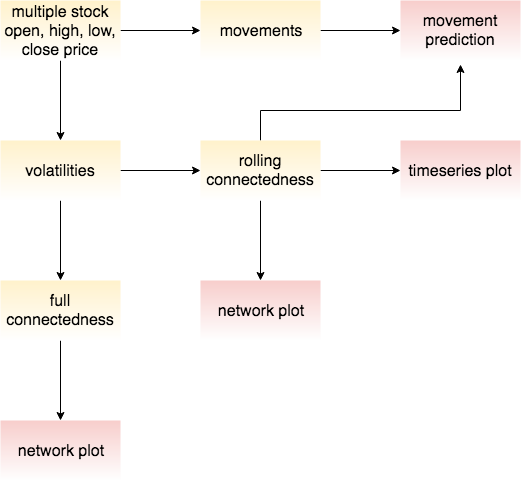 multiple stock
open, high, low,
close price
movements
movement
prediction
volatilities
rolling
connectedness
timeseries plot
full
connectedness
network plot
network plot